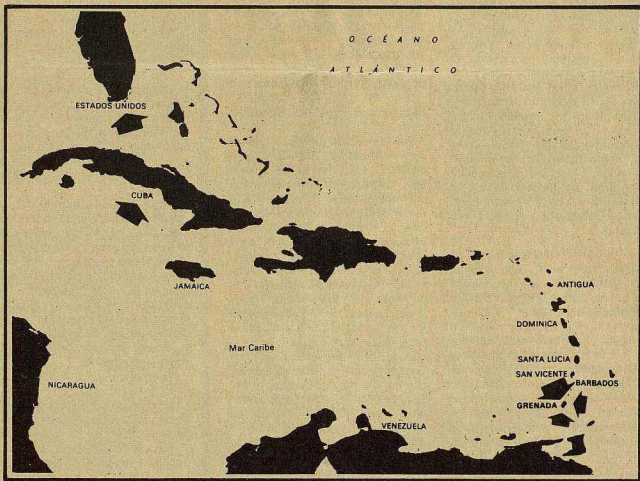 OCÉANO
ATLÁNTICO
ESTADOS UNIDOS
CUBA
JAMAICA
ANTIGUA
DOMINICA
Mar Caribe
SANTA LUCIA
SAN VICENTE
BARBADOS
NICARAGUA
GRENADA
VENEZUELA